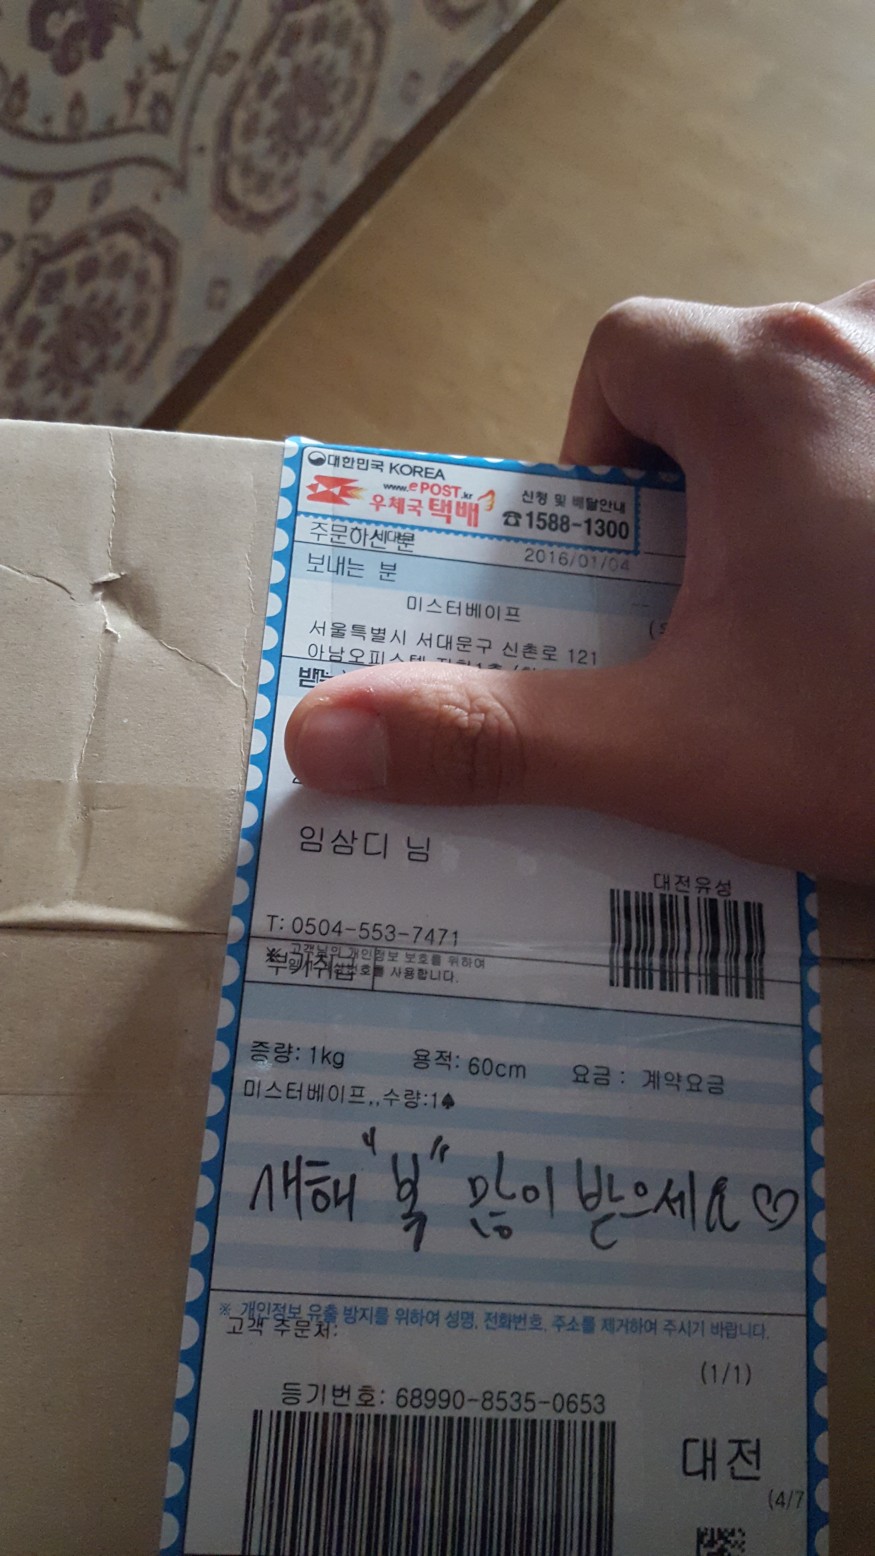 대한민국 KOREA
www.ePOST.kr
우체국 택배
신청 및 배달안내
☎1588-1300
주문하신분
2016/01/04
보내는 분
미스터베이프
서울특별시 서대문구 신촌로 121
아남오피스텔
임삼디 님
대전유성
T: 0504-553-7471
※ 고객님의 개인정보 보호를 위하여
부가취급
를 사용합니다.
중량: 1kg 용적: 60cm 요금: 계약요금
미스터베이프,,수량:1♠
새해 "복" 많이 받으세요♡
※ 개인정보 유출 방지를 위하여 성명, 전화번호, 주소를 제거하여 주시기 바랍니다.
고객 주문처:
(1/1)
등기번호: 68990-8535-0653
대전
(4/7